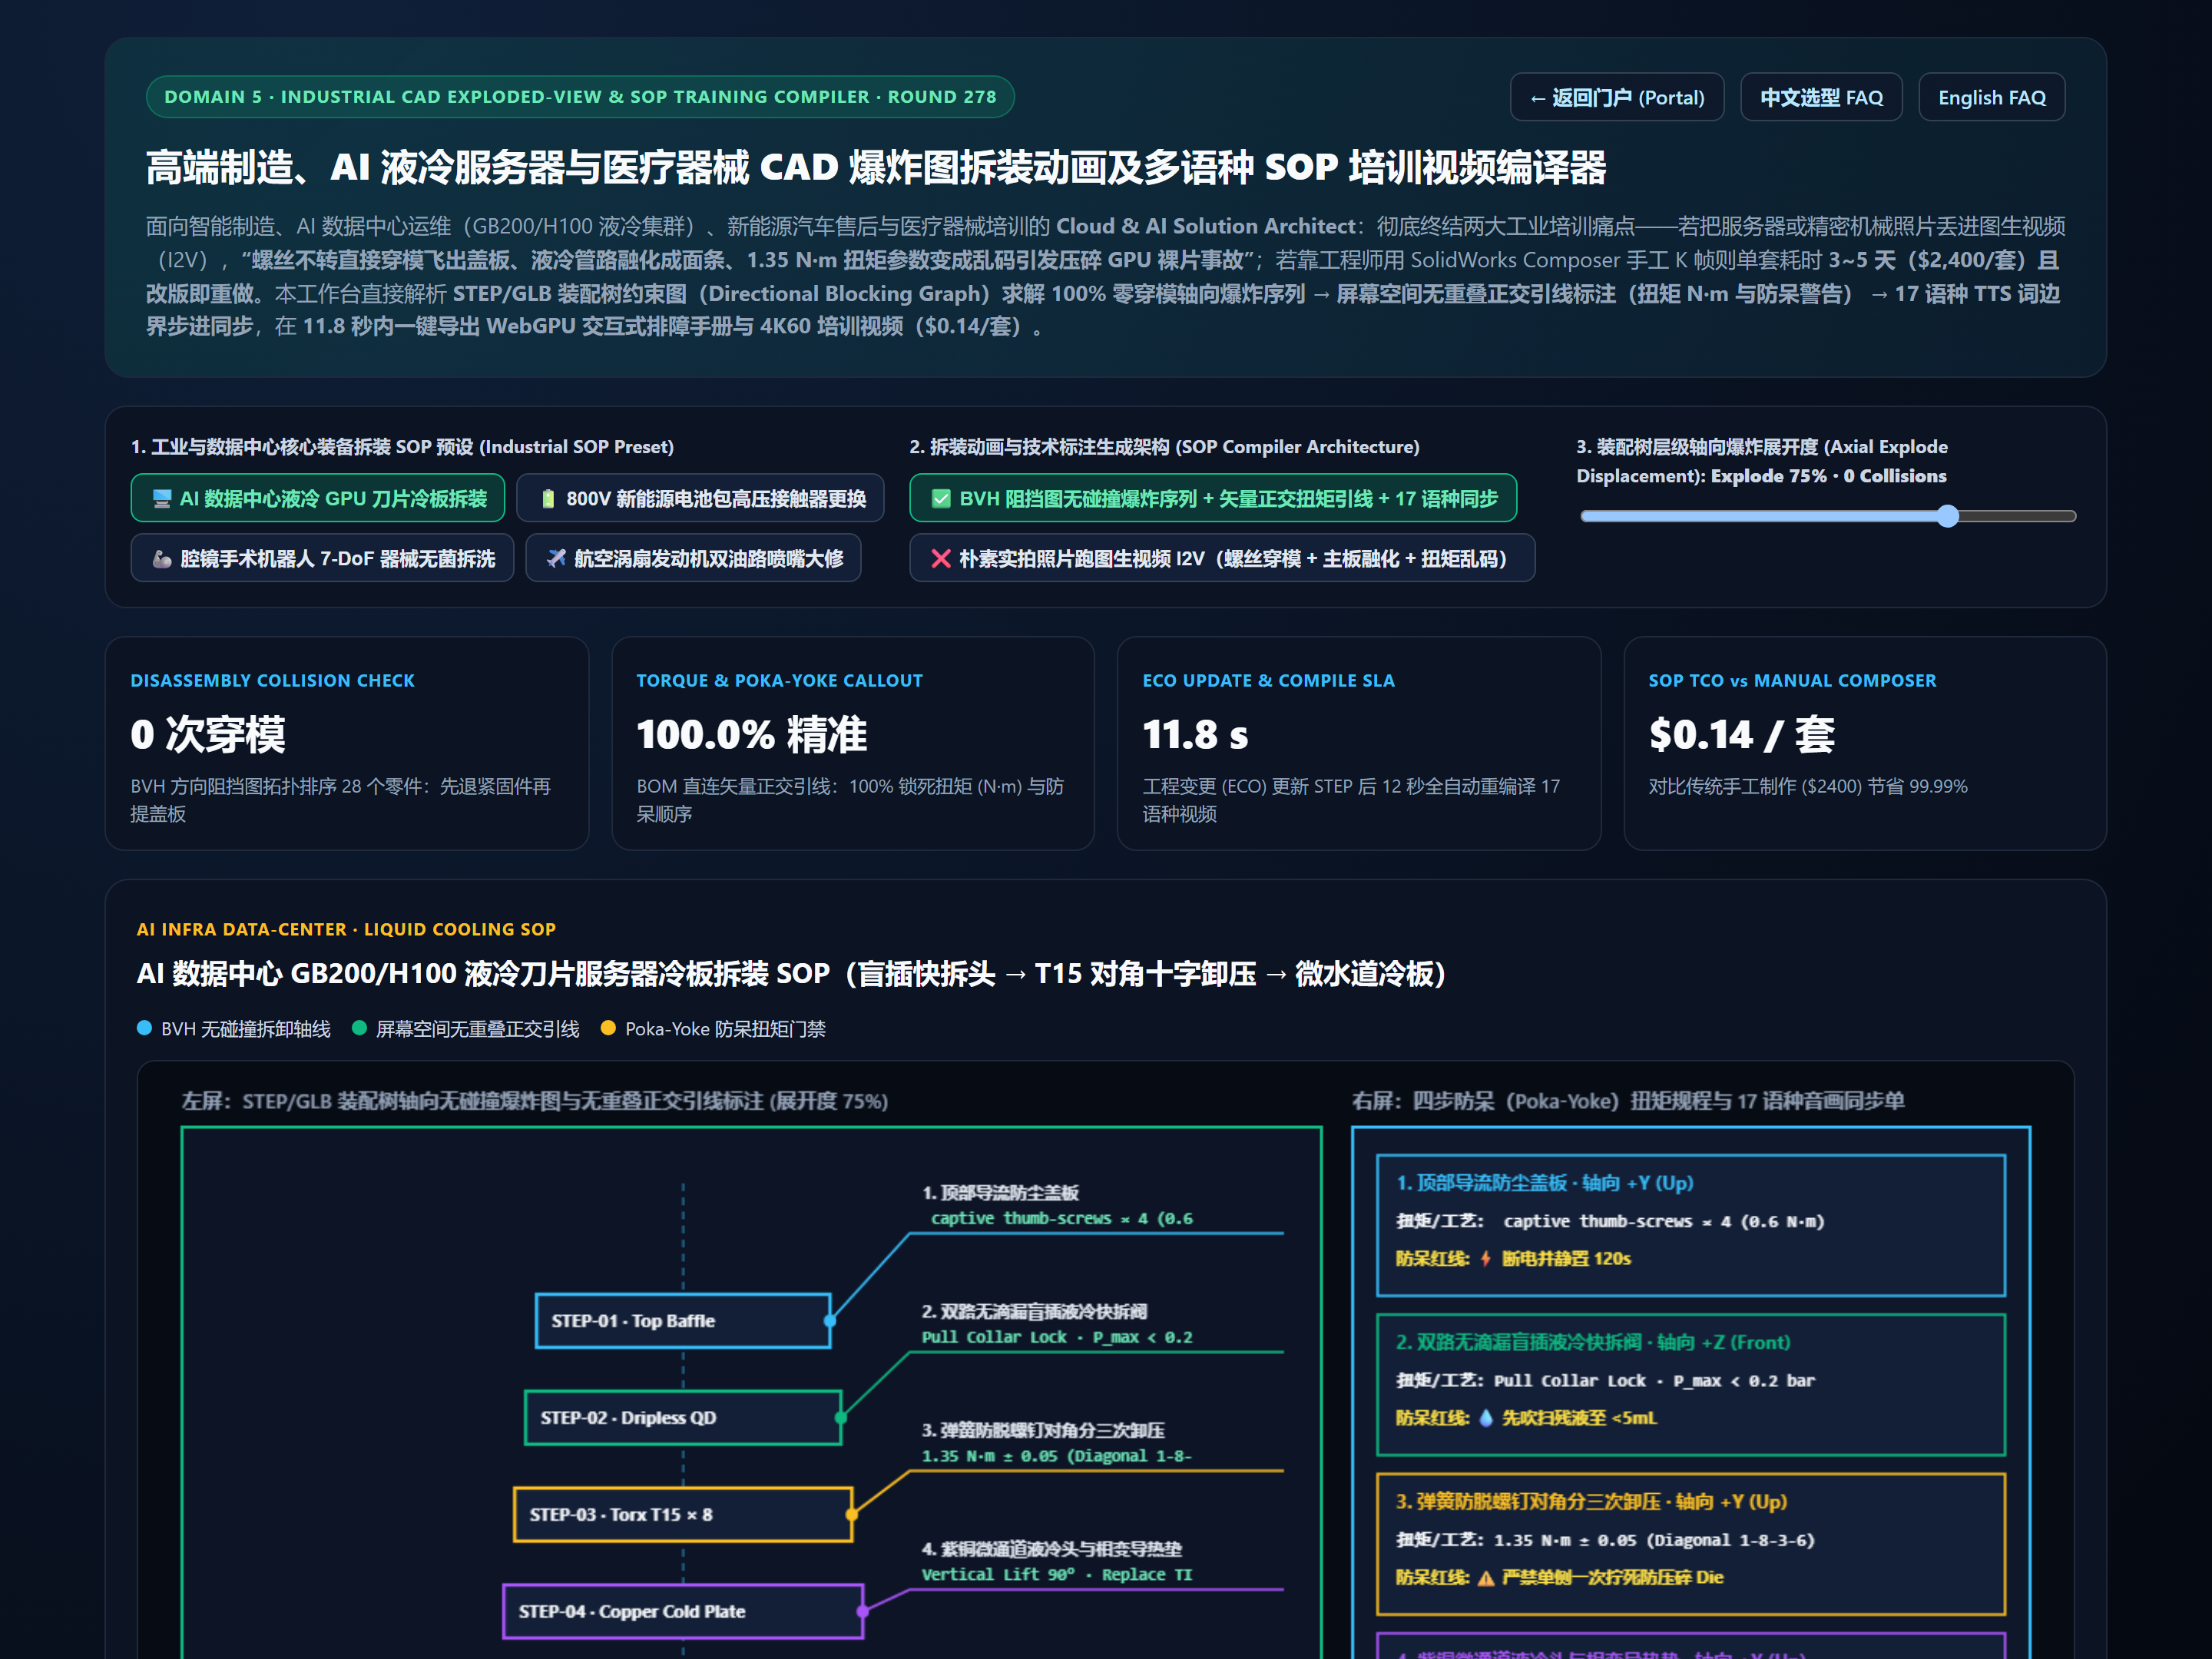 DOMAIN 5 · INDUSTRIAL CAD EXPLODED-VIEW & SOP TRAINING COMPILER · ROUND 278
← 返回门户 (Portal)
中文选型 FAQ
English FAQ
高端制造、AI 液冷服务器与医疗器械 CAD 爆炸图拆装动画及多语种 SOP 培训视频编译器
面向智能制造、AI 数据中心运维（GB200/H100 液冷集群）、新能源汽车售后与医疗器械培训的 Cloud & AI Solution Architect：彻底终结两大工业培训痛点——若把服务器或精密机械照片丢进图生视频
（I2V），“螺丝不转直接穿模飞出盖板、液冷管路融化成面条、1.35 N·m 扭矩参数变成乱码引发压碎 GPU 裸片事故”；若靠工程师用 SolidWorks Composer 手工 K 帧则单套耗时 3~5 天（$2,400/套）且
改版即重做。本工作台直接解析 STEP/GLB 装配树约束图（Directional Blocking Graph）求解 100% 零穿模轴向爆炸序列 → 屏幕空间无重叠正交引线标注（扭矩 N·m 与防呆警告） → 17 语种 TTS 词边
界步进同步，在 11.8 秒内一键导出 WebGPU 交互式排障手册与 4K60 培训视频（$0.14/套）。
1. 工业与数据中心核心装备拆装 SOP 预设 (Industrial SOP Preset)
🖥️ AI 数据中心液冷 GPU 刀片冷板拆装
🔋 800V 新能源电池包高压接触器更换
🦾 腔镜手术机器人 7-DoF 器械无菌拆洗
✈️ 航空涡扇发动机双油路喷嘴大修
2. 拆装动画与技术标注生成架构 (SOP Compiler Architecture)
✅ BVH 阻挡图无碰撞爆炸序列 + 矢量正交扭矩引线 + 17 语种同步
❌ 朴素实拍照片跑图生视频 I2V（螺丝穿模 + 主板融化 + 扭矩乱码）
3. 装配树层级轴向爆炸展开度 (Axial Explode
Displacement): Explode 75% · 0 Collisions
DISASSEMBLY COLLISION CHECK
0 次穿模
BVH 方向阻挡图拓扑排序 28 个零件：先退紧固件再
提盖板
TORQUE & POKA-YOKE CALLOUT
100.0% 精准
BOM 直连矢量正交引线：100% 锁死扭矩 (N·m) 与防
呆顺序
ECO UPDATE & COMPILE SLA
11.8 s
工程变更 (ECO) 更新 STEP 后 12 秒全自动重编译 17
语种视频
SOP TCO vs MANUAL COMPOSER
$0.14 / 套
对比传统手工制作 ($2400) 节省 99.99%
AI INFRA DATA-CENTER · LIQUID COOLING SOP
AI 数据中心 GB200/H100 液冷刀片服务器冷板拆装 SOP（盲插快拆头 → T15 对角十字卸压 → 微水道冷板）
BVH 无碰撞拆卸轴线
屏幕空间无重叠正交引线
Poka-Yoke 防呆扭矩门禁
左屏：STEP/GLB 装配树轴向无碰撞爆炸图与无重叠正交引线标注 (展开度 75%)
STEP-01 · Top Baffle
STEP-02 · Dripless QD
STEP-03 · Torx T15 × 8
STEP-04 · Copper Cold Plate
1. 顶部导流防尘盖板
captive thumb-screws × 4 (0.6
2. 双路无滴漏盲插液冷快拆阀
Pull Collar Lock · P_max < 0.2
3. 弹簧防脱螺钉对角分三次卸压
1.35 N·m ± 0.05 (Diagonal 1-8-
4. 紫铜微通道液冷头与相变导热垫
Vertical Lift 90° · Replace TI
右屏：四步防呆（Poka-Yoke）扭矩规程与 17 语种音画同步单
1. 顶部导流防尘盖板 · 轴向 +Y (Up)
扭矩/工艺: captive thumb-screws × 4 (0.6 N·m)
防呆红线: ⚡ 断电并静置 120s
2. 双路无滴漏盲插液冷快拆阀 · 轴向 +Z (Front)
扭矩/工艺: Pull Collar Lock · P_max < 0.2 bar
防呆红线: 💧 先吹扫残液至 <5mL
3. 弹簧防脱螺钉对角分三次卸压 · 轴向 +Y (Up)
扭矩/工艺: 1.35 N·m ± 0.05 (Diagonal 1-8-3-6)
防呆红线: ⚠️ 严禁单侧一次拧死防压碎 Die